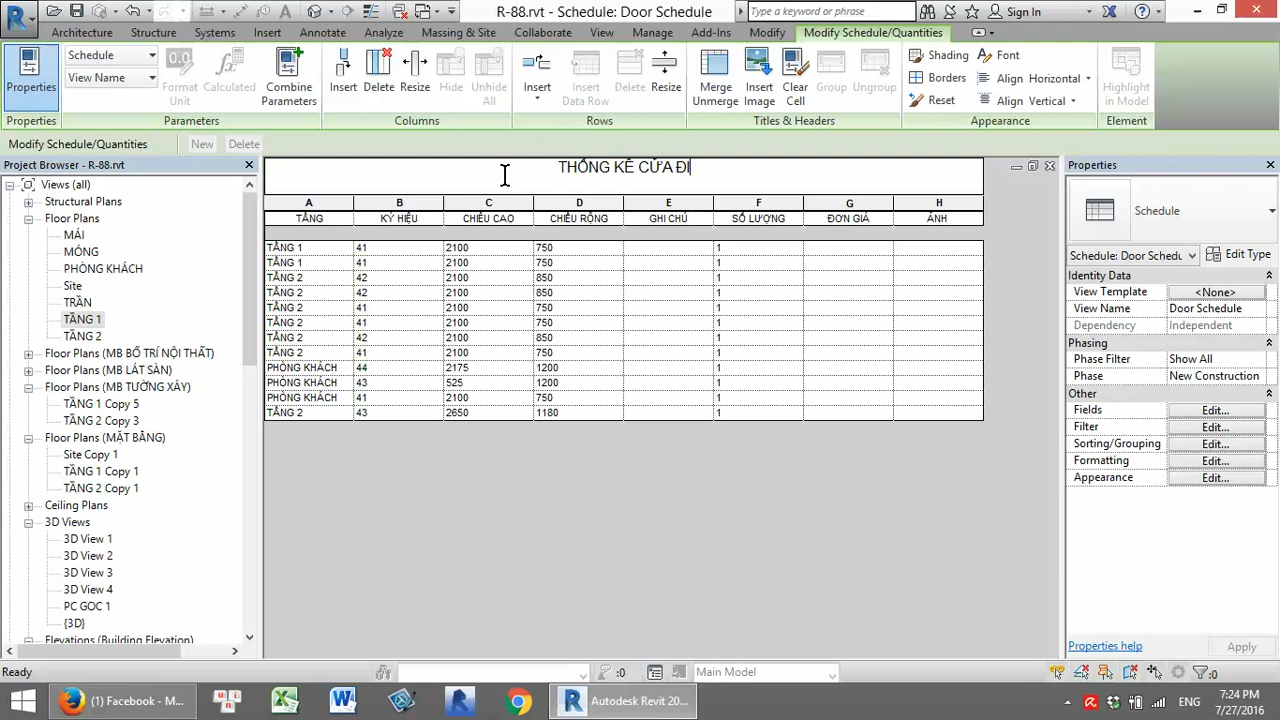 R-88.rvt - Schedule: Door Schedule
Type a keyword or phrase
Sign In
Architecture Structure Systems Insert Annotate Analyze Massing & Site Collaborate View Manage Add-Ins Modify Modify Schedule/Quantities
Properties
Schedule
View Name
Format Unit
Calculated
Combine Parameters
Insert
Delete
Resize
Hide
Unhide All
Insert
Insert Data Row
Delete
Resize
Merge Unmerge
Insert Image
Clear Cell
Group
Ungroup
Shading
Borders
Reset
Font
Align Horizontal
Align Vertical
Highlight in Model
Properties Parameters Columns Rows Titles & Headers Appearance Element
Modify Schedule/Quantities New Delete
Project Browser - R-88.rvt
Views (all)
Structural Plans
Floor Plans
MÁI
MÓNG
PHÒNG KHÁCH
Site
TRẦN
TẦNG 1
TẦNG 2
Floor Plans (MB BỐ TRÍ NỘI THẤT)
Floor Plans (MB LÁT SÀN)
Floor Plans (MB TƯỜNG XÂY)
TẦNG 1 Copy 5
TẦNG 2 Copy 3
Floor Plans (MẶT BẰNG)
Site Copy 1
TẦNG 1 Copy 1
TẦNG 2 Copy 1
Ceiling Plans
3D Views
3D View 1
3D View 2
3D View 3
3D View 4
PC GOC 1
{3D}
Elevations (Building Elevation)
THỐNG KÊ CỬA ĐI
A B C D E F G H
TẦNG KÝ HIỆU CHIỀU CAO CHIỀU RỘNG GHI CHÚ SỐ LƯỢNG ĐƠN GIÁ ẢNH
TẦNG 1 41 2100 750 1
TẦNG 1 41 2100 750 1
TẦNG 2 42 2100 850 1
TẦNG 2 42 2100 850 1
TẦNG 2 41 2100 750 1
TẦNG 2 41 2100 750 1
TẦNG 2 42 2100 850 1
TẦNG 2 41 2100 750 1
PHÒNG KHÁCH 44 2175 1200 1
PHÒNG KHÁCH 43 525 1200 1
PHÒNG KHÁCH 41 2100 750 1
TẦNG 2 43 2650 1180 1
Properties
Schedule
Schedule: Door Schedu Edit Type
Identity Data
View Template <None>
View Name Door Schedule
Dependency Independent
Phasing
Phase Filter Show All
Phase New Construction
Other
Fields Edit...
Filter Edit...
Sorting/Grouping Edit...
Formatting Edit...
Appearance Edit...
Properties help Apply
Ready :0 Main Model :0
(1) Facebook - M...
Autodesk Revit 20...
ENG
7:24 PM
7/27/2016